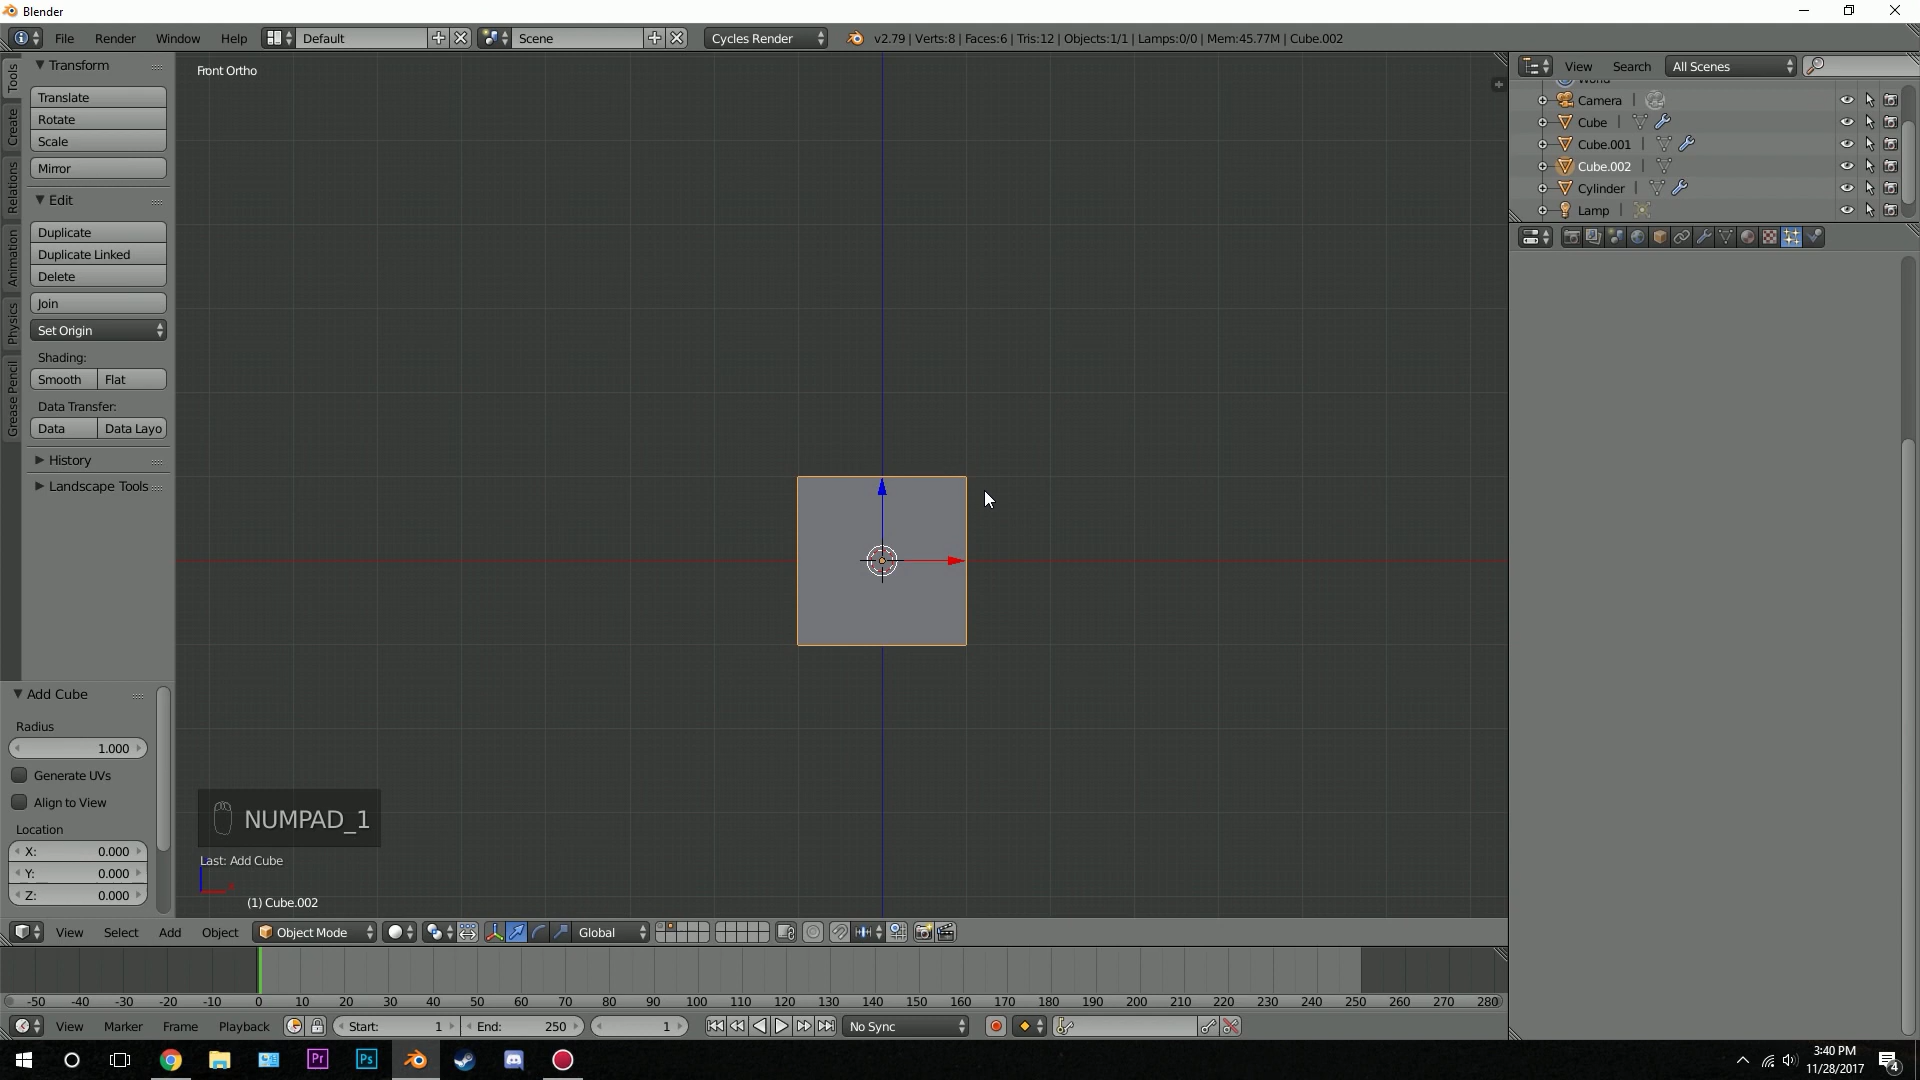 Blender
File Render Window Help Default Scene Cycles Render v2.79 | Verts:8 | Faces:6 | Tris:12 | Objects:1/1 | Lamps:0/0 | Mem:45.77M | Cube.002
Tools
Create
Relations
Animation
Physics
Grease Pencil
Transform
Translate
Rotate
Scale
Mirror
Edit
Duplicate
Duplicate Linked
Delete
Join
Set Origin
Shading:
Smooth Flat
Data Transfer:
Data Data Layo
History
Landscape Tools
Add Cube
Radius
1.000
Generate UVs
Align to View
Location
X: 0.000
Y: 0.000
Z: 0.000
Front Ortho
NUMPAD_1
Last: Add Cube
(1) Cube.002
View Search All Scenes
World
Camera
Cube
Cube.001
Cube.002
Cylinder
Lamp
View Select Add Object Object Mode Global
-50 -40 -30 -20 -10 0 10 20 30 40 50 60 70 80 90 100 110 120 130 140 150 160 170 180 190 200 210 220 230 240 250 260 270 280
View Marker Frame Playback Start: 1 End: 250 1 No Sync
Pr Ps
3:40 PM
11/28/2017
4